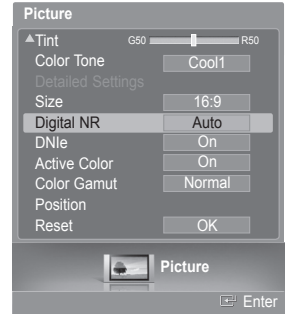 Picture
▲Tint G50 R50
Color Tone Cool1
Detailed Settings
Size 16:9
Digital NR Auto
DNIe On
Active Color On
Color Gamut Normal
Position
Reset OK
Picture
Enter